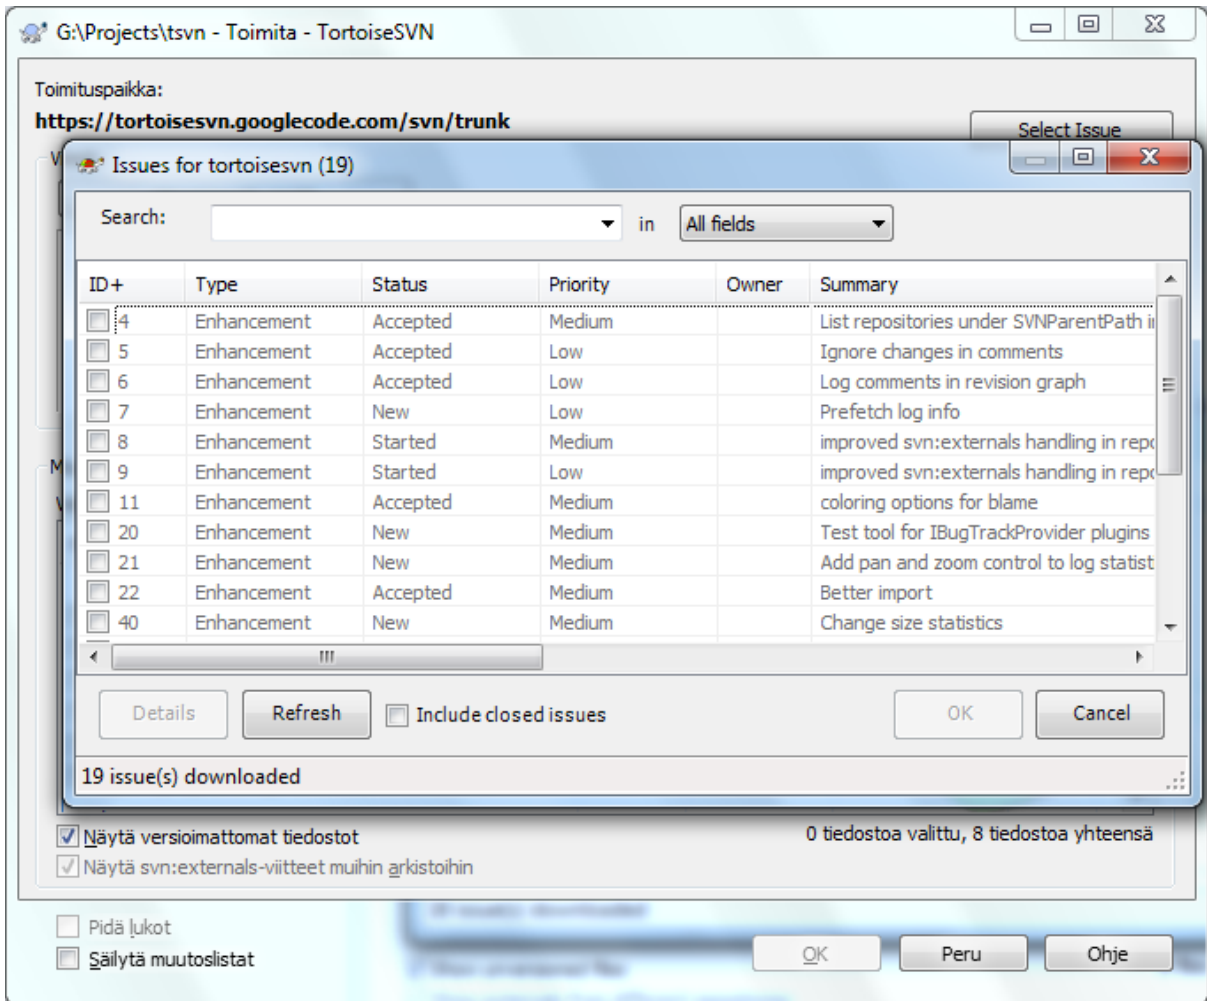 G:\Projects\tsvn - Toimita - TortoiseSVN
Toimituspaikka:
https://tortoisesvn.googlecode.com/svn/trunk
Select Issue
Issues for tortoisesvn (19)
Search: in All fields
ID+ Type Status Priority Owner Summary
4 Enhancement Accepted Medium List repositories under SVNParentPath
5 Enhancement Accepted Low Ignore changes in comments
6 Enhancement Accepted Low Log comments in revision graph
7 Enhancement New Low Prefetch log info
8 Enhancement Started Medium improved svn:externals handling in
9 Enhancement Started Low improved svn:externals handling in
11 Enhancement Accepted Medium coloring options for blame
20 Enhancement New Medium Test tool for IBugTrackProvider plugins
21 Enhancement New Medium Add pan and zoom control to log
22 Enhancement Accepted Medium Better import
40 Enhancement New Medium Change size statistics
Details Refresh Include closed issues OK Cancel
19 issue(s) downloaded
Näytä versioimattomat tiedostot 0 tiedostoa valittu, 8 tiedostoa yhteensä
Näytä svn:externals-viitteet muihin arkistoihin
Pidä lukot
Säilytä muutoslistat
OK Peru Ohje